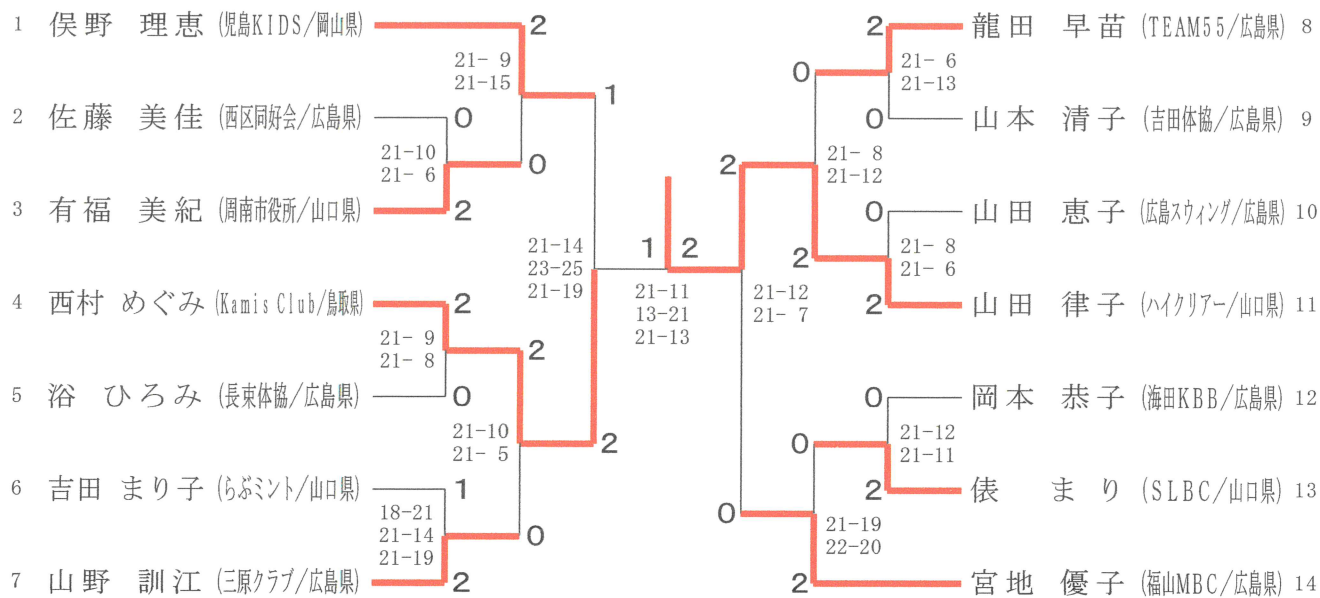 1 俣野 理恵 (児島KIDS/岡山県) 2
21- 9
21-15
1
2 佐藤 美佳 (西区同好会/広島県) 0
21-10
21- 6
0
3 有福 美紀 (周南市役所/山口県) 2
21-14
23-25
21-19
4 西村 めぐみ (Kamis Club/鳥取県) 2
21- 9
21- 8
2
5 浴 ひろみ (長束体協/広島県) 0
21-10
21- 5
2
6 吉田 まり子 (らぶミント/山口県) 1
18-21
21-14
21-19
0
7 山野 訓江 (三原クラブ/広島県) 2
1 2
21-11
13-21
21-13
2 龍田 早苗 (TEAM55/広島県) 8
0
21- 6
21-13
0 山本 清子 (吉田体協/広島県) 9
2
21- 8
21-12
0 山田 恵子 (広島スウィング/広島県) 10
2
21- 8
21- 6
2 山田 律子 (ハイクリアー/山口県) 11
21-12
21- 7
0 岡本 恭子 (海田KBB/広島県) 12
0
21-12
21-11
2 俵 まり (SLBC/山口県) 13
0
21-19
22-20
2 宮地 優子 (福山MBC/広島県) 14